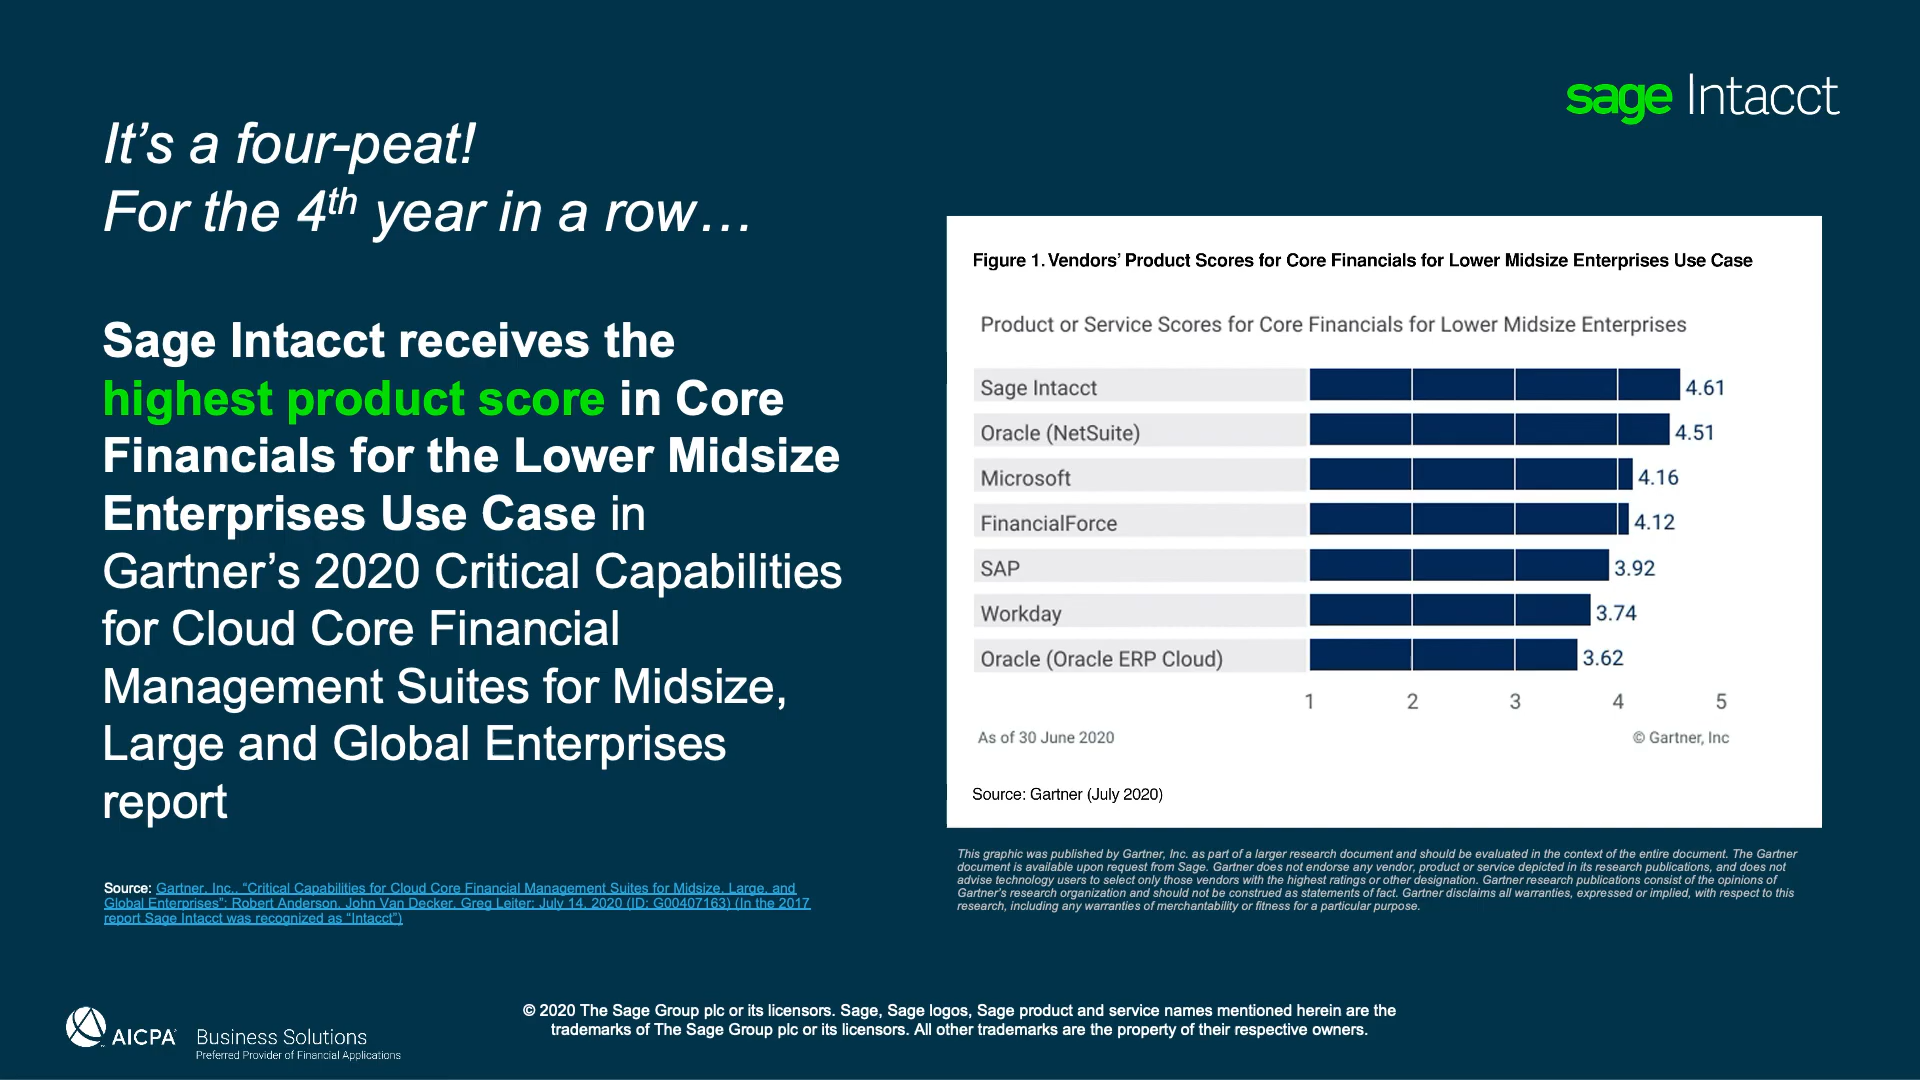 sage Intacct
It’s a four-peat!
For the 4th year in a row…
Sage Intacct receives the
highest product score in Core
Financials for the Lower Midsize
Enterprises Use Case in
Gartner’s 2020 Critical Capabilities
for Cloud Core Financial
Management Suites for Midsize,
Large and Global Enterprises
report
Source: Gartner, Inc., “Critical Capabilities for Cloud Core Financial Management Suites for Midsize, Large, and
Global Enterprises”; Robert Anderson, John Van Decker, Greg Leiter; July 14, 2020 (ID: G00407163) (In the 2017
report Sage Intacct was recognized as “Intacct”)
Figure 1. Vendors’ Product Scores for Core Financials for Lower Midsize Enterprises Use Case
Product or Service Scores for Core Financials for Lower Midsize Enterprises
Sage Intacct 4.61
Oracle (NetSuite) 4.51
Microsoft 4.16
FinancialForce 4.12
SAP 3.92
Workday 3.74
Oracle (Oracle ERP Cloud) 3.62
1 2 3 4 5
As of 30 June 2020 © Gartner, Inc
Source: Gartner (July 2020)
This graphic was published by Gartner, Inc. as part of a larger research document and should be evaluated in the context of the entire document. The Gartner
document is available upon request from Sage. Gartner does not endorse any vendor, product or service depicted in its research publications, and does not
advise technology users to select only those vendors with the highest ratings or other designation. Gartner research publications consist of the opinions of
Gartner's research organization and should not be construed as statements of fact. Gartner disclaims all warranties, expressed or implied, with respect to this
research, including any warranties of merchantability or fitness for a particular purpose.
© 2020 The Sage Group plc or its licensors. Sage, Sage logos, Sage product and service names mentioned herein are the
trademarks of The Sage Group plc or its licensors. All other trademarks are the property of their respective owners.
AICPA Business Solutions
Preferred Provider of Financial Applications